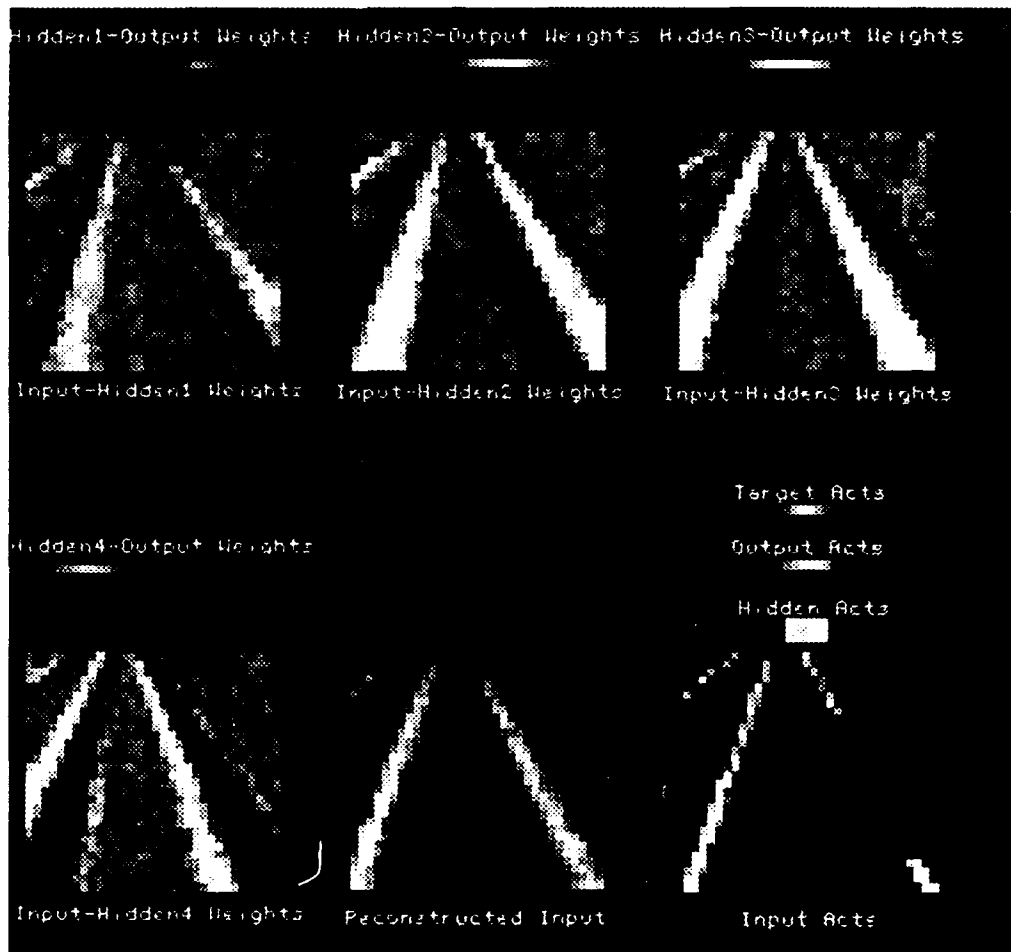 Hidden1-Output Weights
Hidden2-Output Weights
Hidden3-Output Weights
Input-Hidden1 Weights
Input-Hidden2 Weights
Input-Hidden3 Weights
Target Acts
Hidden4-Output Weights
Output Acts
Hidden Acts
Input-Hidden4 Weights
Reconstructed Input
Input Acts